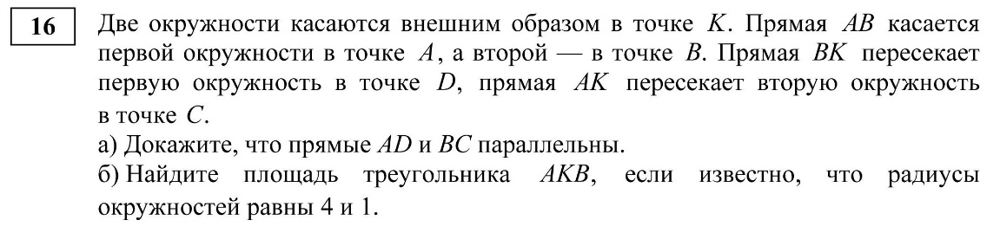 16 Две окружности касаются внешним образом в точке K. Прямая AB касается
первой окружности в точке A, а второй — в точке B. Прямая BK пересекает
первую окружность в точке D, прямая AK пересекает вторую окружность
в точке C.
а) Докажите, что прямые AD и BC параллельны.
б) Найдите площадь треугольника AKB, если известно, что радиусы
окружностей равны 4 и 1.